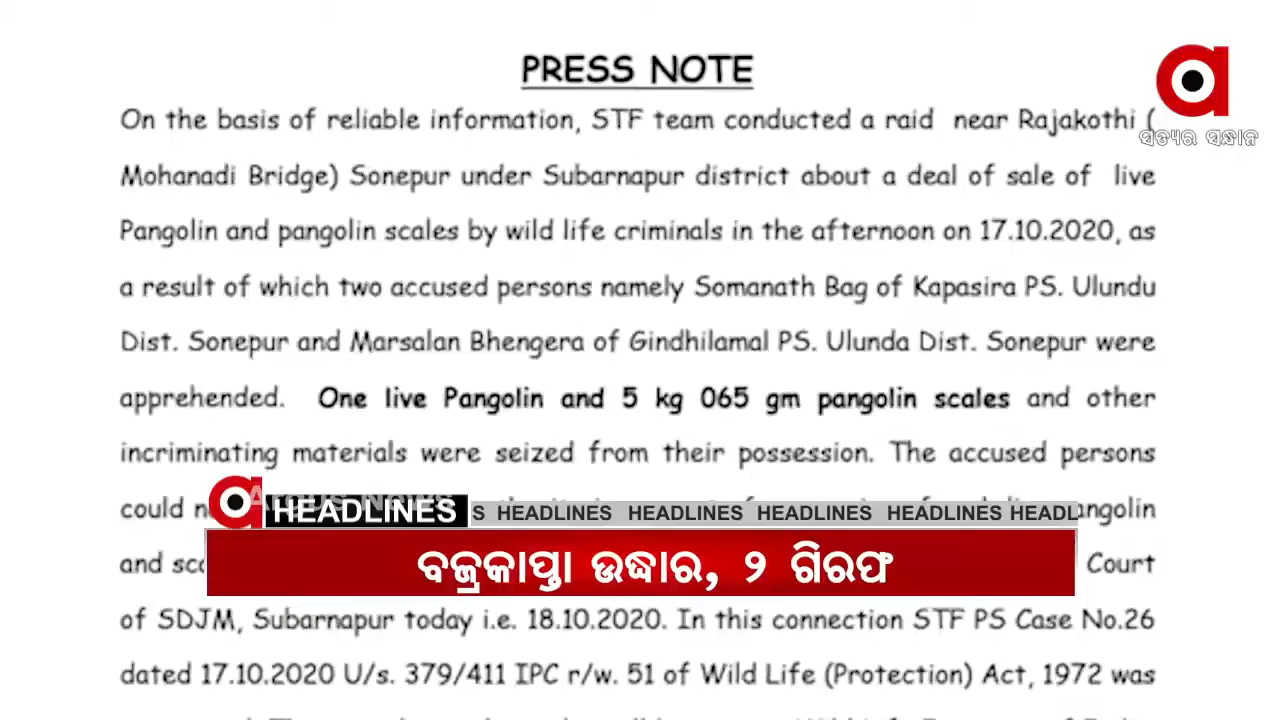 PRESS NOTE
On the basis of reliable information, STF team conducted a raid near Rajakothi (
ସତ୍ୟର ସନ୍ଧାନ
Mohanadi Bridge) Sonepur under Subarnapur district about a deal of sale of live
Pangolin and pangolin scales by wild life criminals in the afternoon on 17.10.2020, as
a result of which two accused persons namely Somanath Bag of Kapasira PS. Ulundu
Dist. Sonepur and Marsalan Bhengera of Gindhilamal PS. Ulunda Dist. Sonepur were
apprehended. One live Pangolin and 5 kg 065 gm pangolin scales and other
incriminating materials were seized from their possession. The accused persons
could
HEADLINES HEADLINES HEADLINES HEADLINES HEADLINES
ବଜ୍ରକାପ୍ତା ଉଦ୍ଧାର, ୨ ଗିରଫ
and Court
of SDJM, Subarnapur today i.e. 18.10.2020. In this connection STF PS Case No.26
dated 17.10.2020 U/s. 379/411 IPC r/w. 51 of Wild Life (Protection) Act, 1972 was